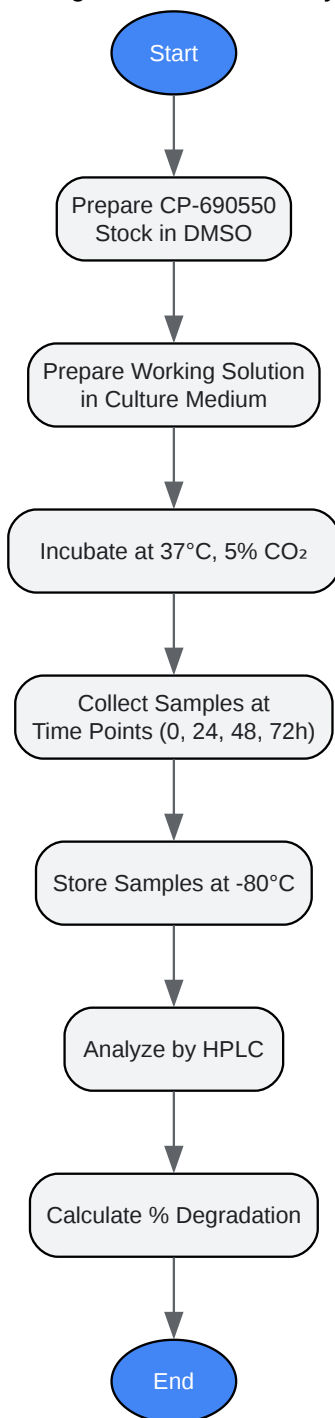 Start
Prepare CP-690550
Stock in DMSO
Prepare Working Solution
in Culture Medium
Incubate at 37°C, 5% CO₂
Collect Samples at
Time Points (0, 24, 48, 72h)
Store Samples at -80°C
Analyze by HPLC
Calculate % Degradation
End